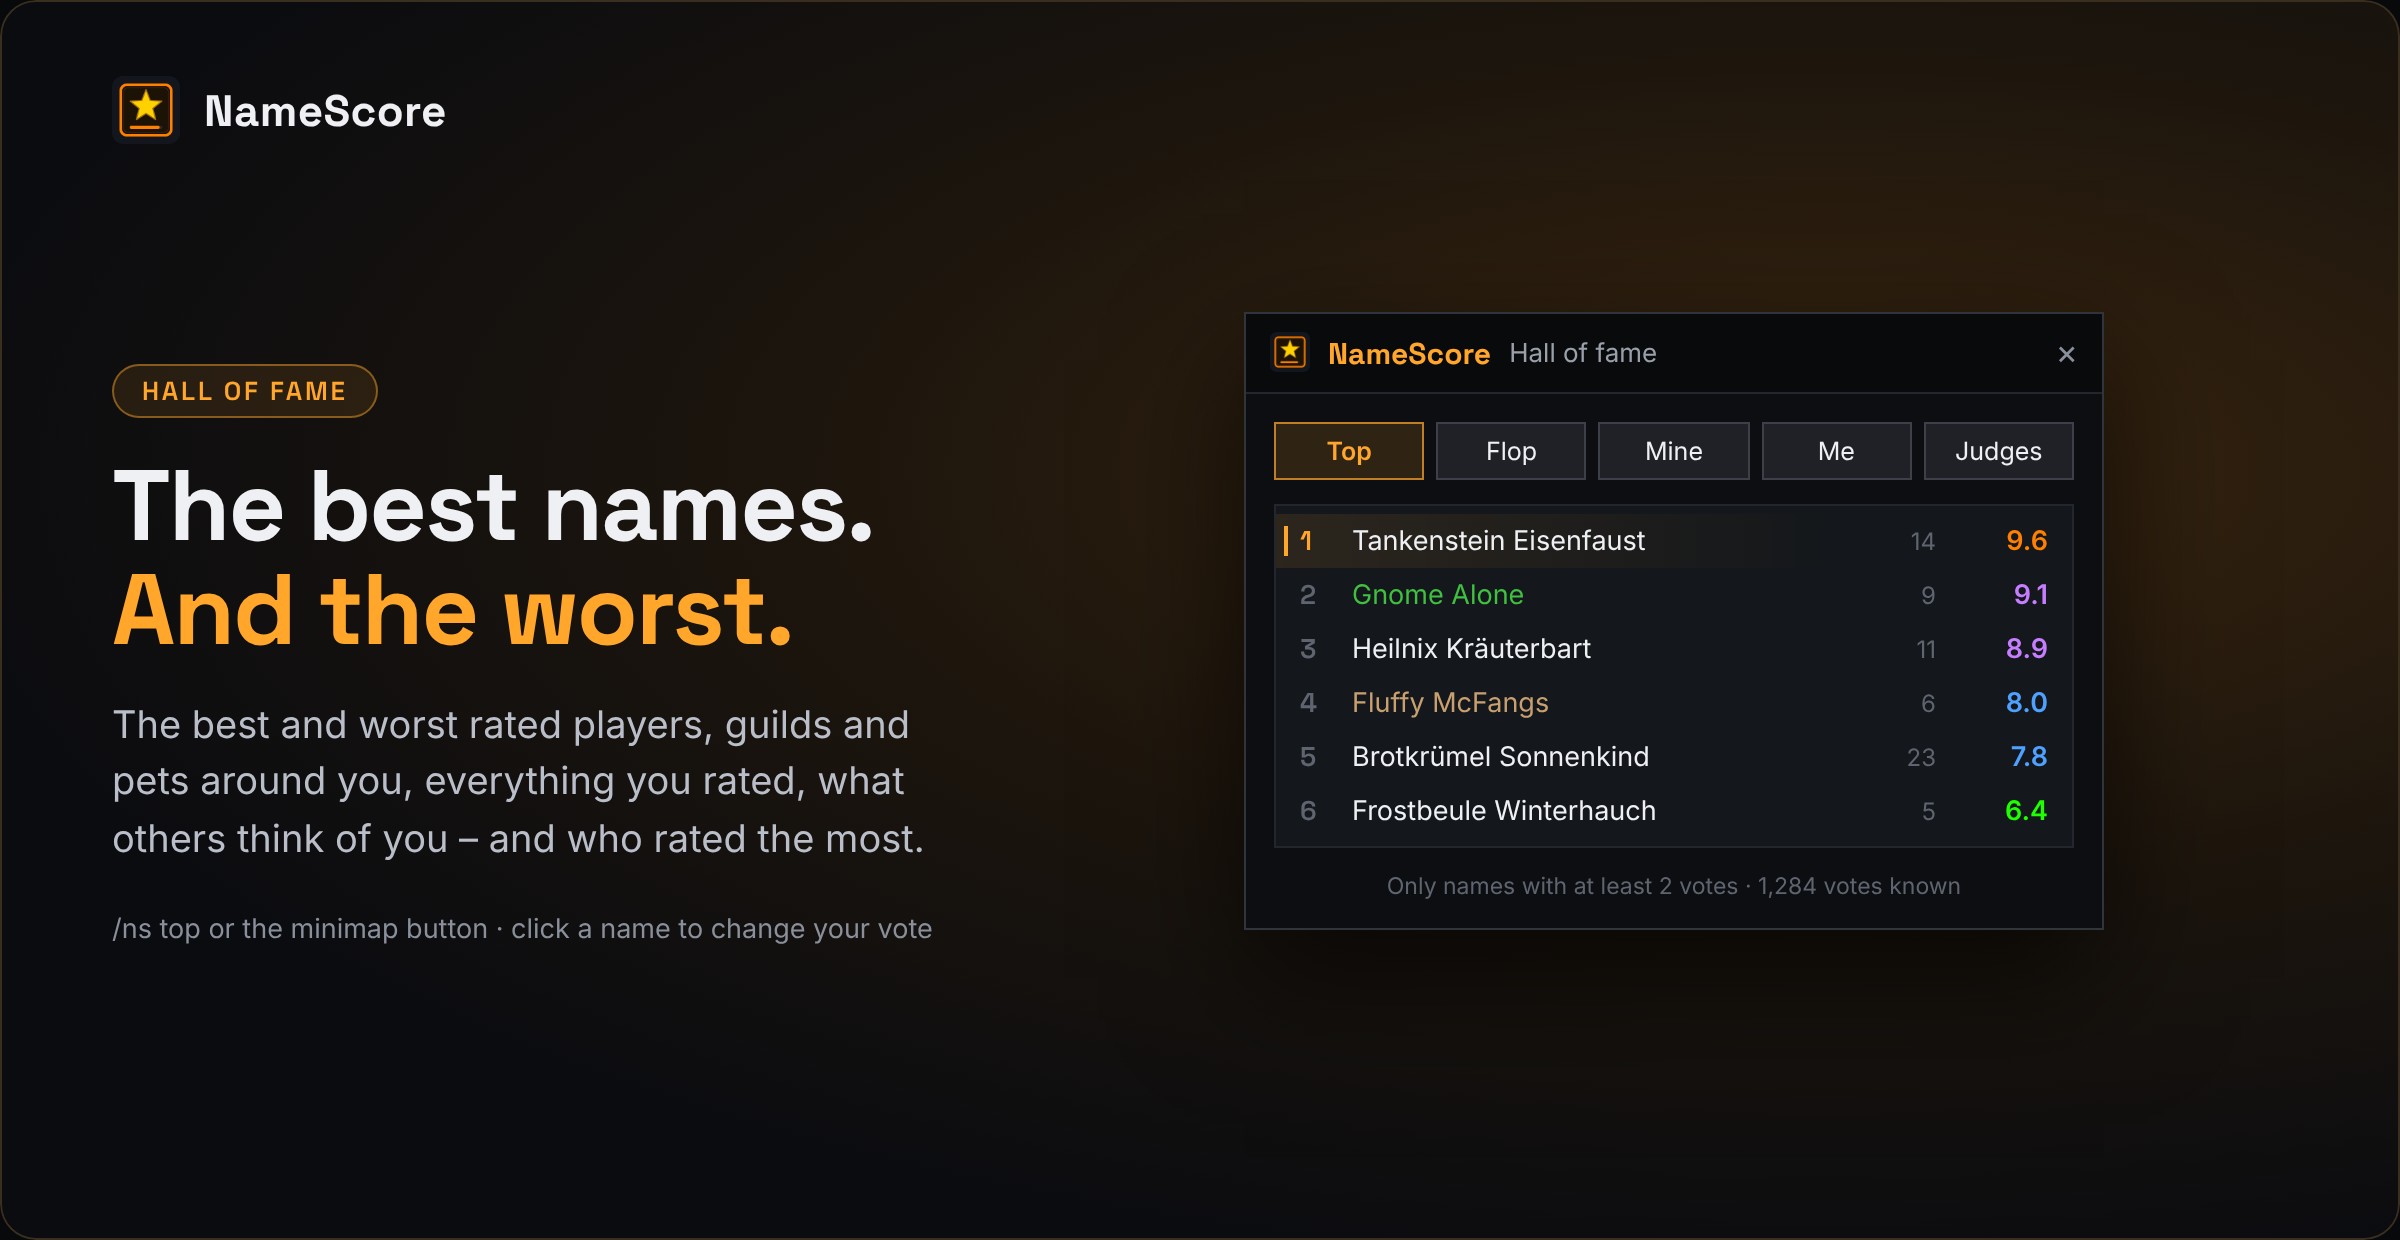 NameScore
HALL OF FAME
The best names.
And the worst.
The best and worst rated players, guilds and
pets around you, everything you rated, what
others think of you – and who rated the most.
/ns top or the minimap button · click a name to change your vote
NameScore Hall of fame ×
Top Flop Mine Me Judges
1 Tankenstein Eisenfaust 14 9.6
2 Gnome Alone 9 9.1
3 Heilnix Kräuterbart 11 8.9
4 Fluffy McFangs 6 8.0
5 Brotkrümel Sonnenkind 23 7.8
6 Frostbeule Winterhauch 5 6.4
Only names with at least 2 votes · 1,284 votes known